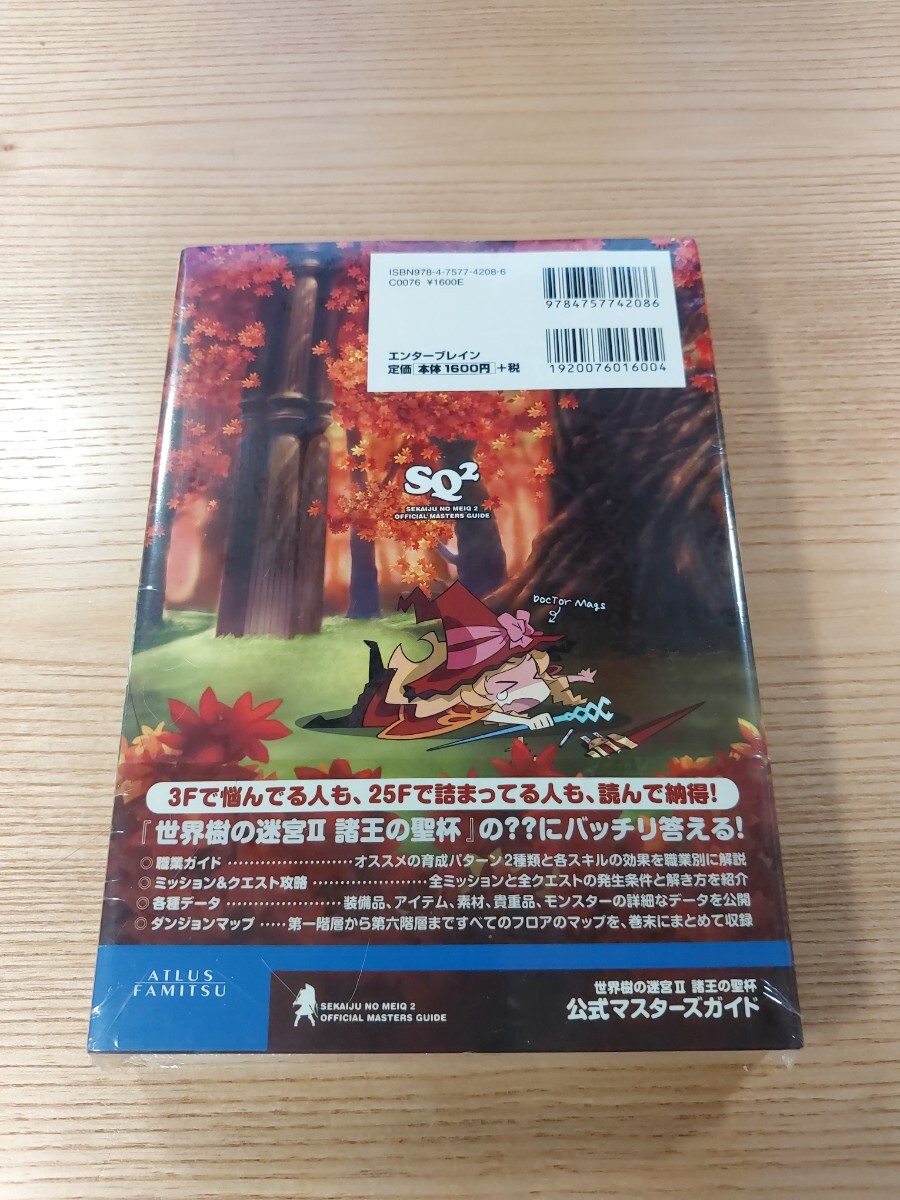 ISBN978-4-7577-4208-6
C0076 ¥1600E
9784757742086
エンターブレイン
定価 本体1600円 +税
1920076016004
SQ2
SEKAIJU NO MEIQ 2
OFFICIAL MASTERS GUIDE
DOCTOR Mags
3Fで悩んでる人も、25Fで詰まってる人も、読んで納得!
『世界樹の迷宮II 諸王の聖杯』の??にバッチリ答える!
◎ 職業ガイド ……………………オススメの育成パターン2種類と各スキルの効果を職業別に解説
◎ ミッション&クエスト攻略 ……………………全ミッションと全クエストの発生条件と解き方を紹介
◎ 各種データ ……………………装備品、アイテム、素材、貴重品、モンスターの詳細なデータを公開
◎ ダンジョンマップ ……第一階層から第六階層まですべてのフロアのマップを、巻末にまとめて収録
ATLUS
FAMITSU
SEKAIJU NO MEIQ 2
OFFICIAL MASTERS GUIDE
世界樹の迷宮II 諸王の聖杯
公式マスターズガイド